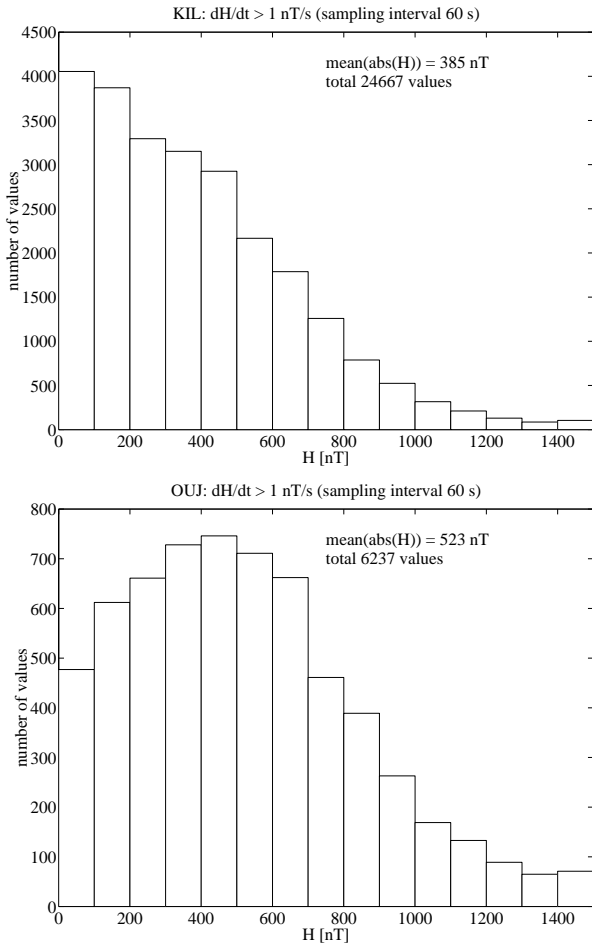 KIL: dH/dt > 1 nT/s (sampling interval 60 s)
mean(abs(H)) = 385 nT
total 24667 values
number of values
4500
4000
3500
3000
2500
2000
1500
1000
500
0
0 200 400 600 800 1000 1200 1400
H [nT]
OUJ: dH/dt > 1 nT/s (sampling interval 60 s)
mean(abs(H)) = 523 nT
total 6237 values
number of values
800
700
600
500
400
300
200
100
0
0 200 400 600 800 1000 1200 1400
H [nT]